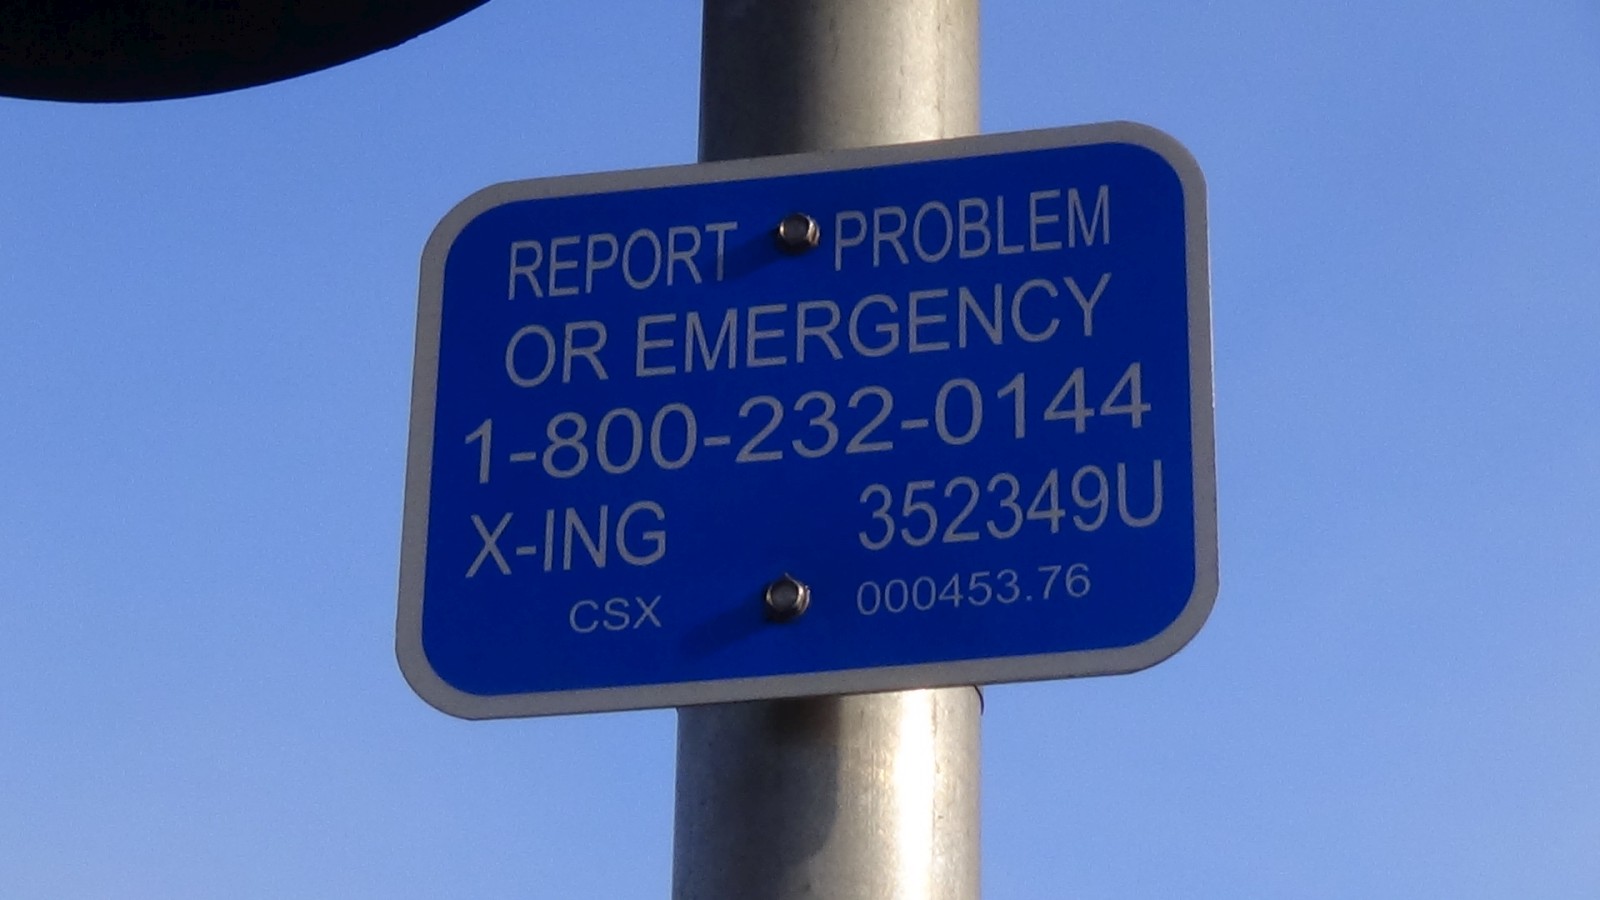 REPORT PROBLEM
OR EMERGENCY
1-800-232-0144
X-ING 352349U
CSX 000453.76